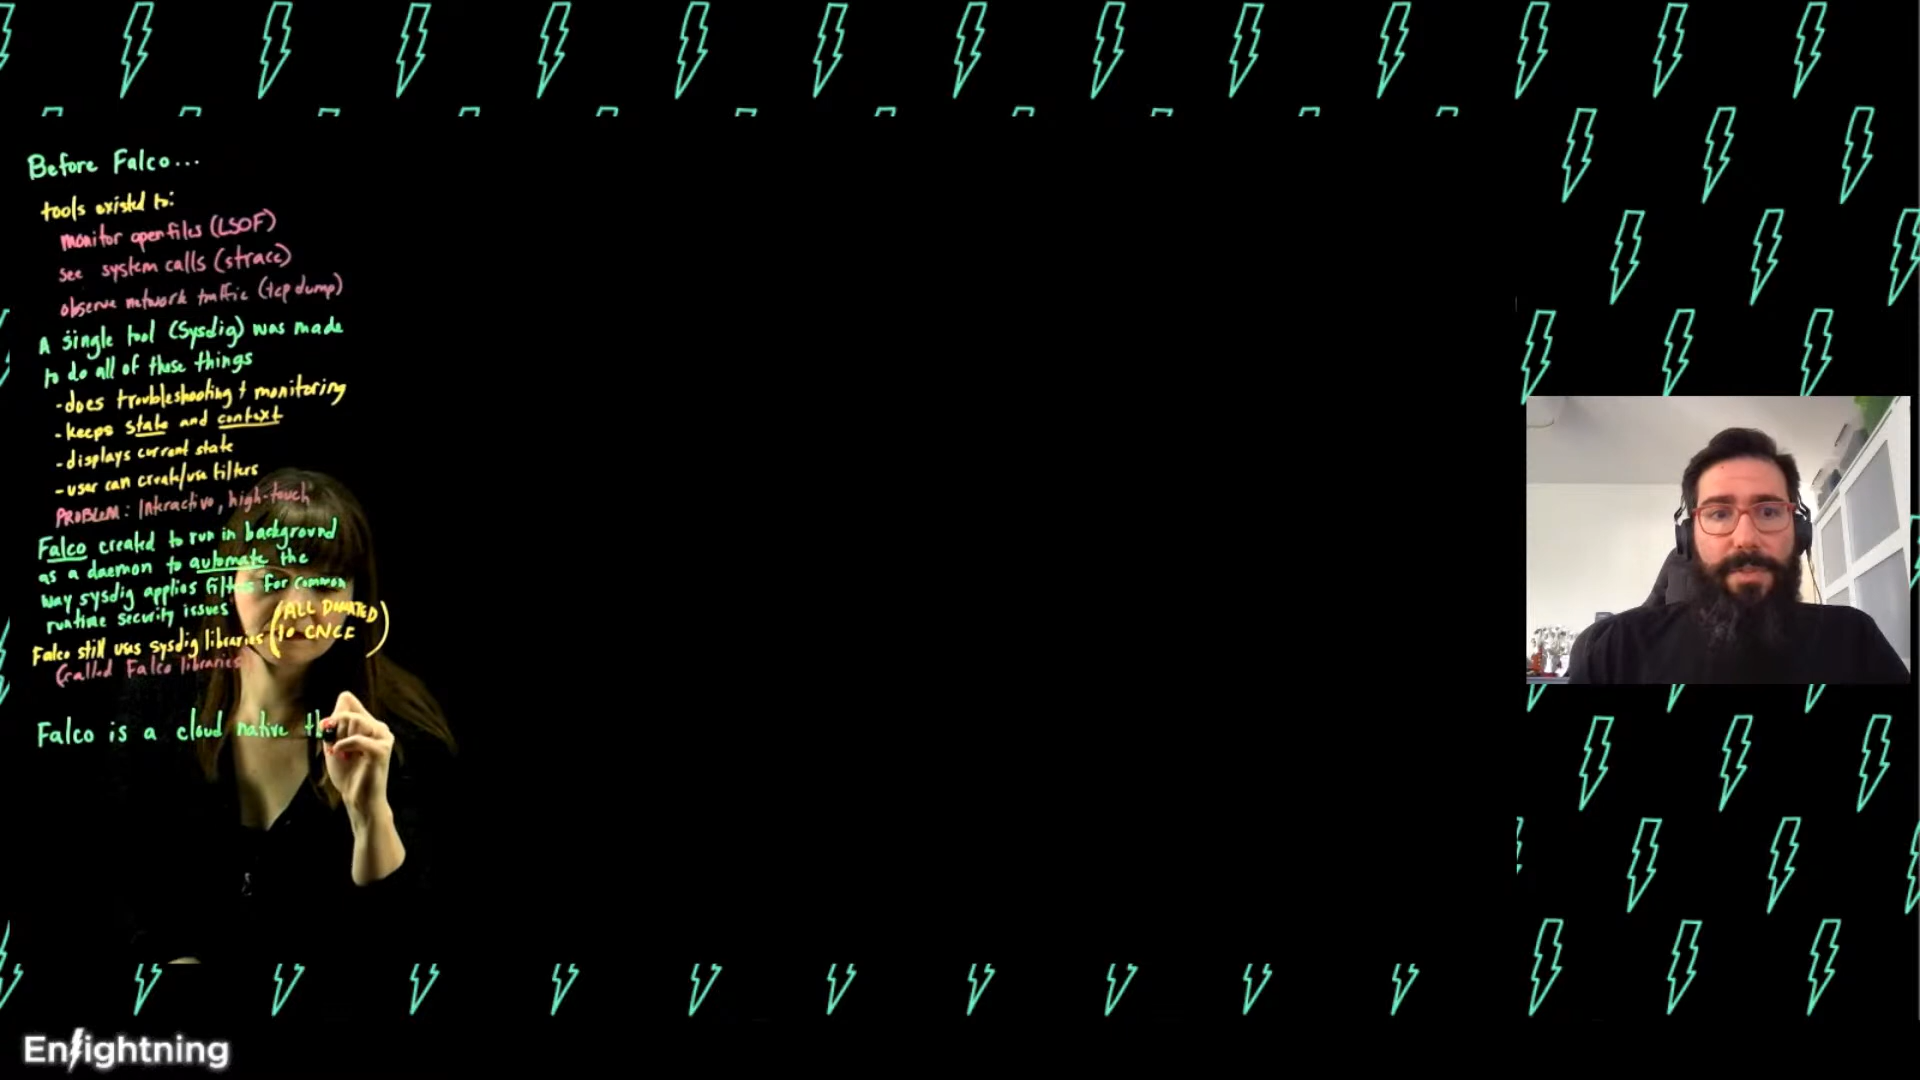 Before Falco...
tools existed to:
monitor open files (LSOF)
see system calls (strace)
observe network traffic (tcp dump)
A single tool (Sysdig) was made
to do all of these things
-does troubleshooting + monitoring
-keeps state and context
-displays current state
-user can create/use filters
PROBLEM: Interactive, high-touch
Falco created to run in background
as a daemon to automate the
way sysdig applies filters for common
runtime security issues
Falco still uses sysdig libraries (ALL DONATED
to CNCF)
(called Falco libraries)
Falco is a cloud native th
Enlightning